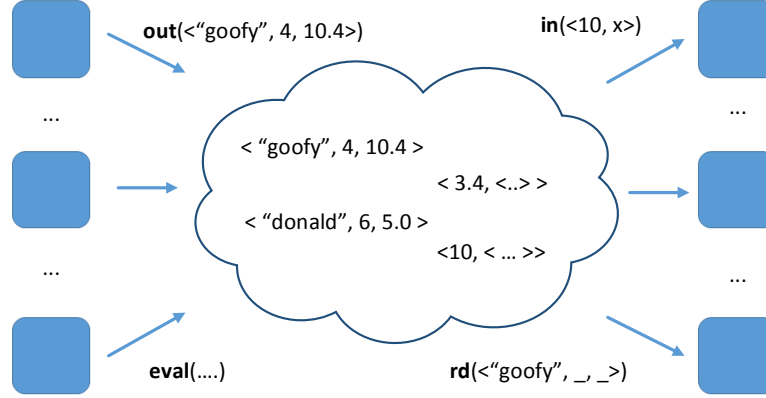 out(<“goofy”, 4, 10.4>)
in(<10, x>)
...
...
< “goofy”, 4, 10.4 >
< 3.4, <..> >
< “donald”, 6, 5.0 >
<10, < ... >>
...
...
eval(....)
rd(<“goofy”, _, _>)